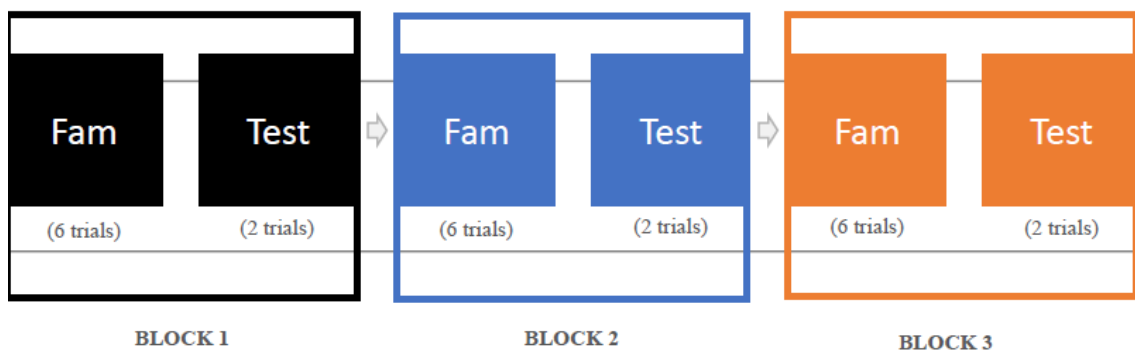 Fam Test Fam Test Fam Test
(6 trials) (2 trials) (6 trials) (2 trials) (6 trials) (2 trials)
BLOCK 1 BLOCK 2 BLOCK 3